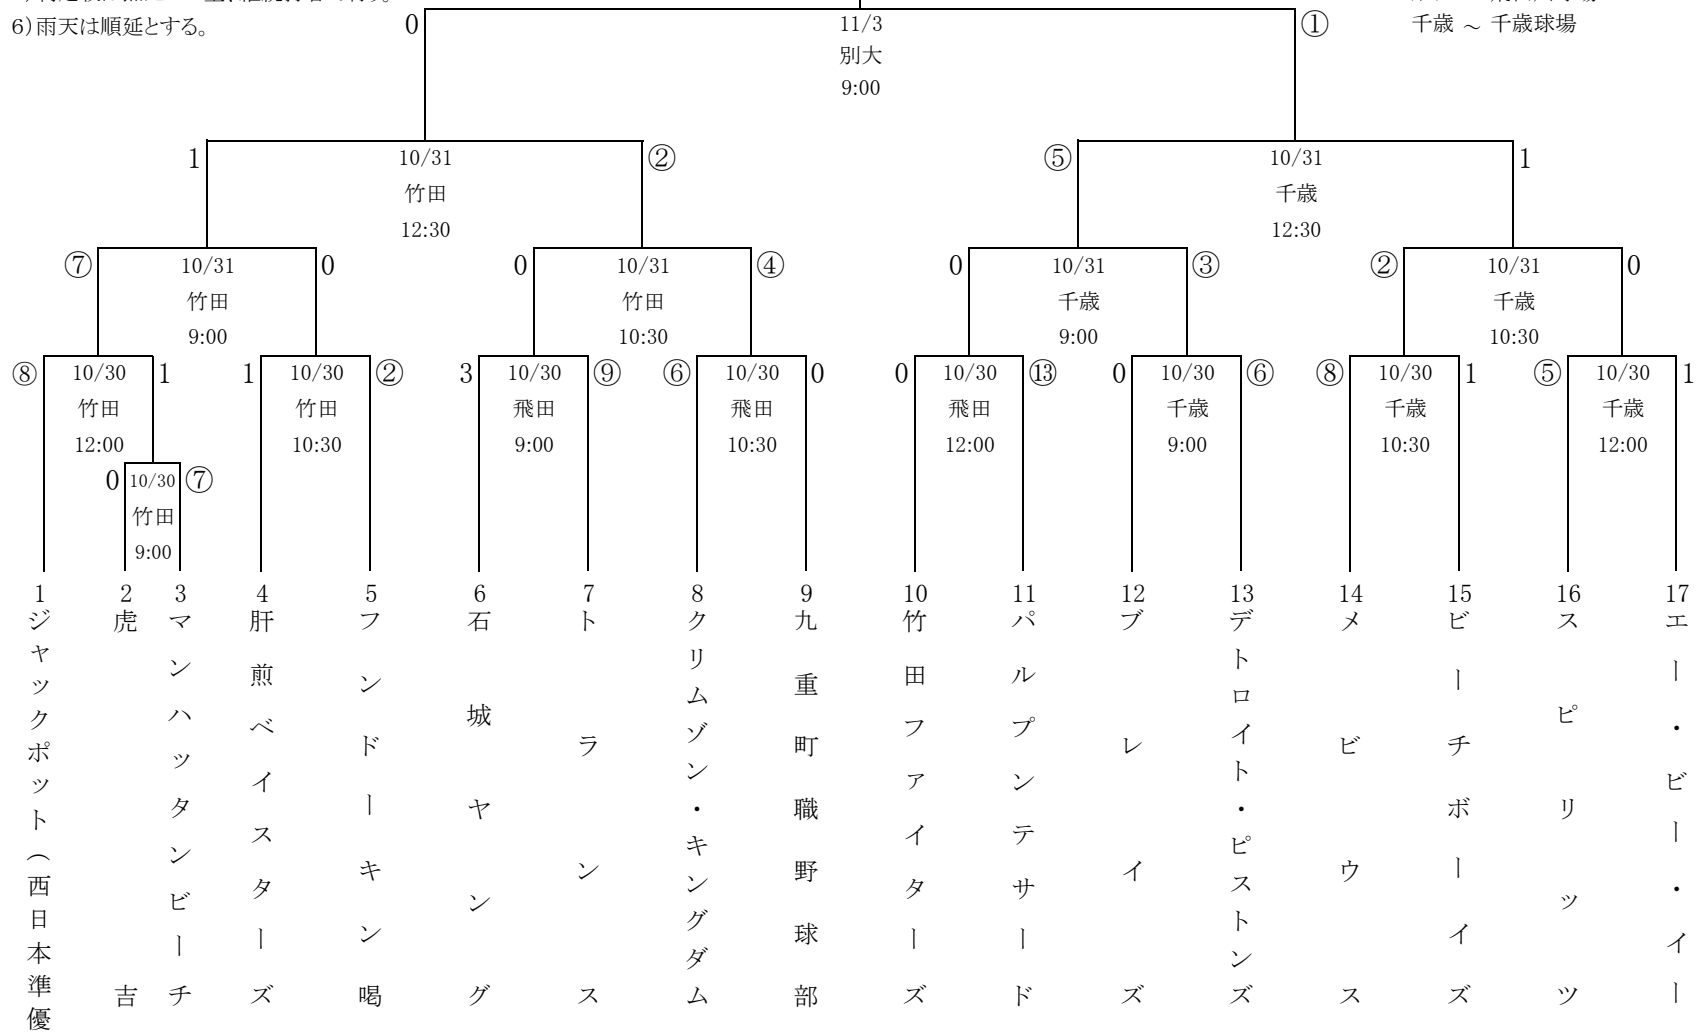 6)雨天は順延とする。
千歳 ～ 千歳球場
0
11/3
別大
9:00
①
1
10/31
竹田
12:30
②
⑤
10/31
千歳
12:30
1
⑦
10/31
竹田
9:00
0
0
10/31
竹田
10:30
④
0
10/31
千歳
9:00
③
②
10/31
千歳
10:30
0
⑧
10/30
竹田
12:00
1
1
10/30
竹田
10:30
②
3
10/30
飛田
9:00
⑨
⑥
10/30
飛田
10:30
0
0
10/30
飛田
12:00
⑬
0
10/30
千歳
9:00
⑥
⑧
10/30
千歳
10:30
1
⑤
10/30
千歳
12:00
1
0
10/30
竹田
9:00
⑦
1
ジャックポット(西日本準優
2
虎吉
3
マンハッタンビーチ
4
肝煎ベイスターズ
5
フンドーキン喝
6
石城ヤング
7
トランス
8
クリムゾン・キングダム
9
九重町職野球部
10
竹田ファイターズ
11
パルプンテサード
12
ブレイズ
13
デトロイト・ピストンズ
14
メビウス
15
ビーチボーイズ
16
スピリッツ
17
エー・ビー・イー